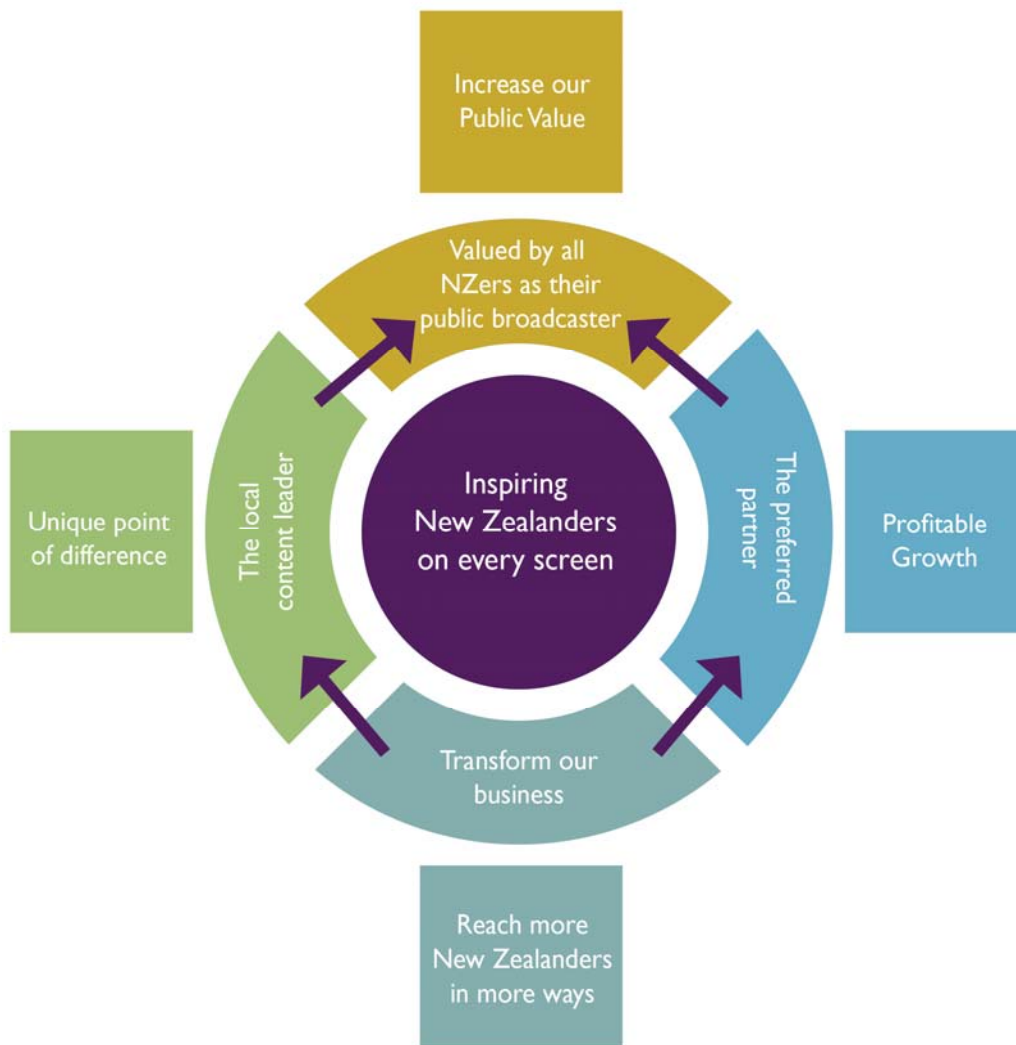 Increase our
Public Value
Valued by all
NZers as their
public broadcaster
Unique point
of difference
The local
content leader
Inspiring
New Zealanders
on every screen
The preferred
partner
Profitable
Growth
Transform our
business
Reach more
New Zealanders
in more ways